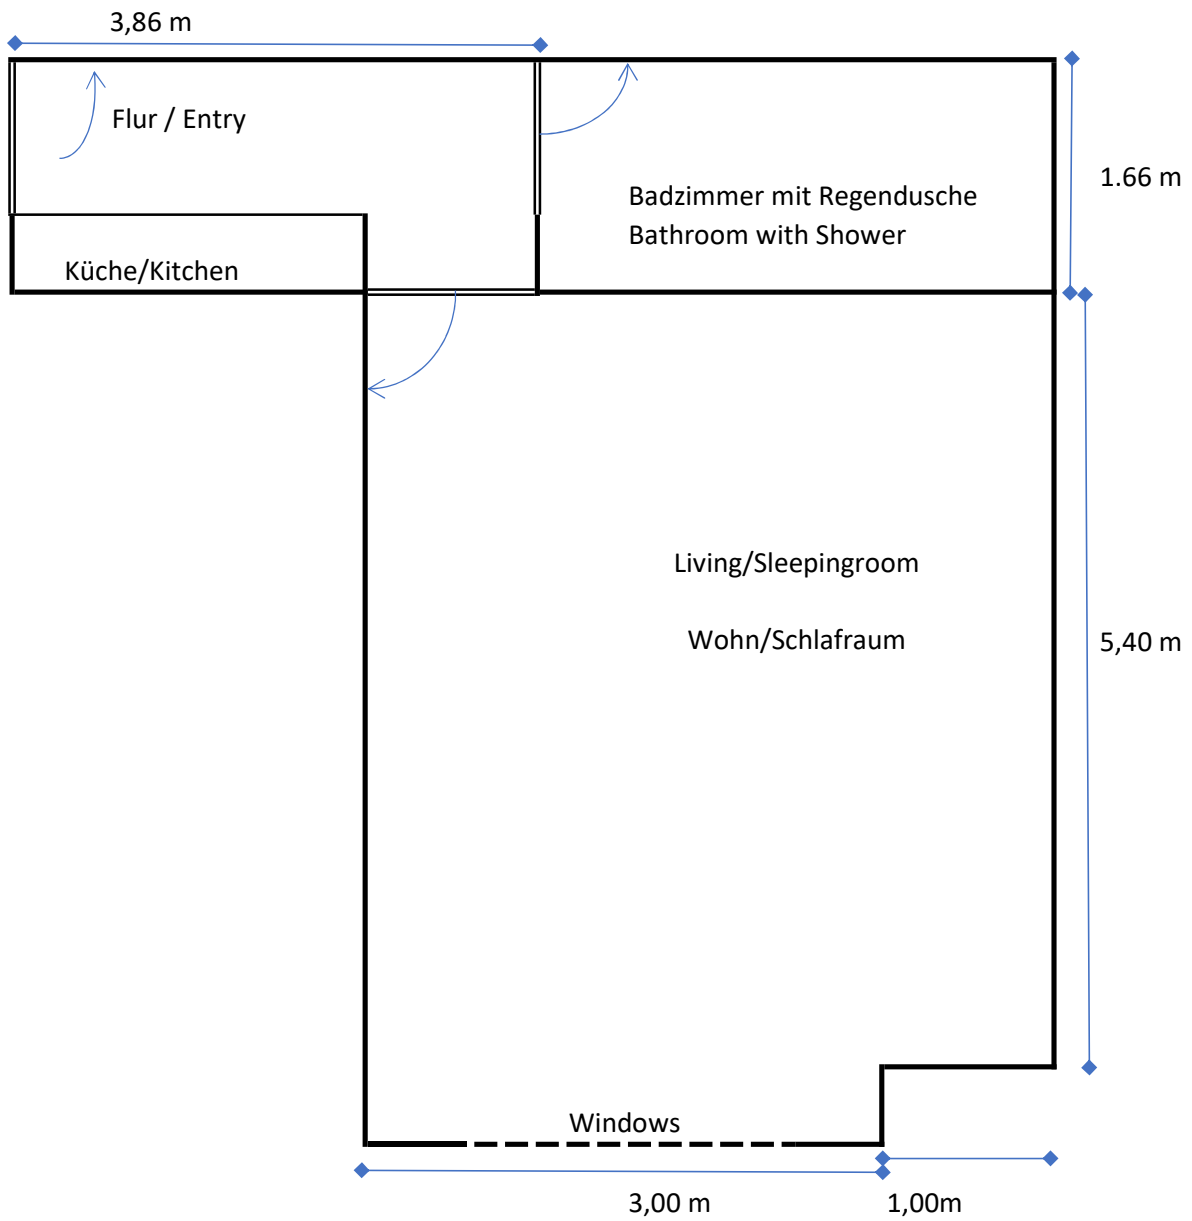 3,86 m
Flur / Entry
1.66 m
Badzimmer mit Regendusche
Bathroom with Shower
Küche/Kitchen
Living/Sleepingroom
Wohn/Schlafraum
5,40 m
Windows
3,00 m
1,00m